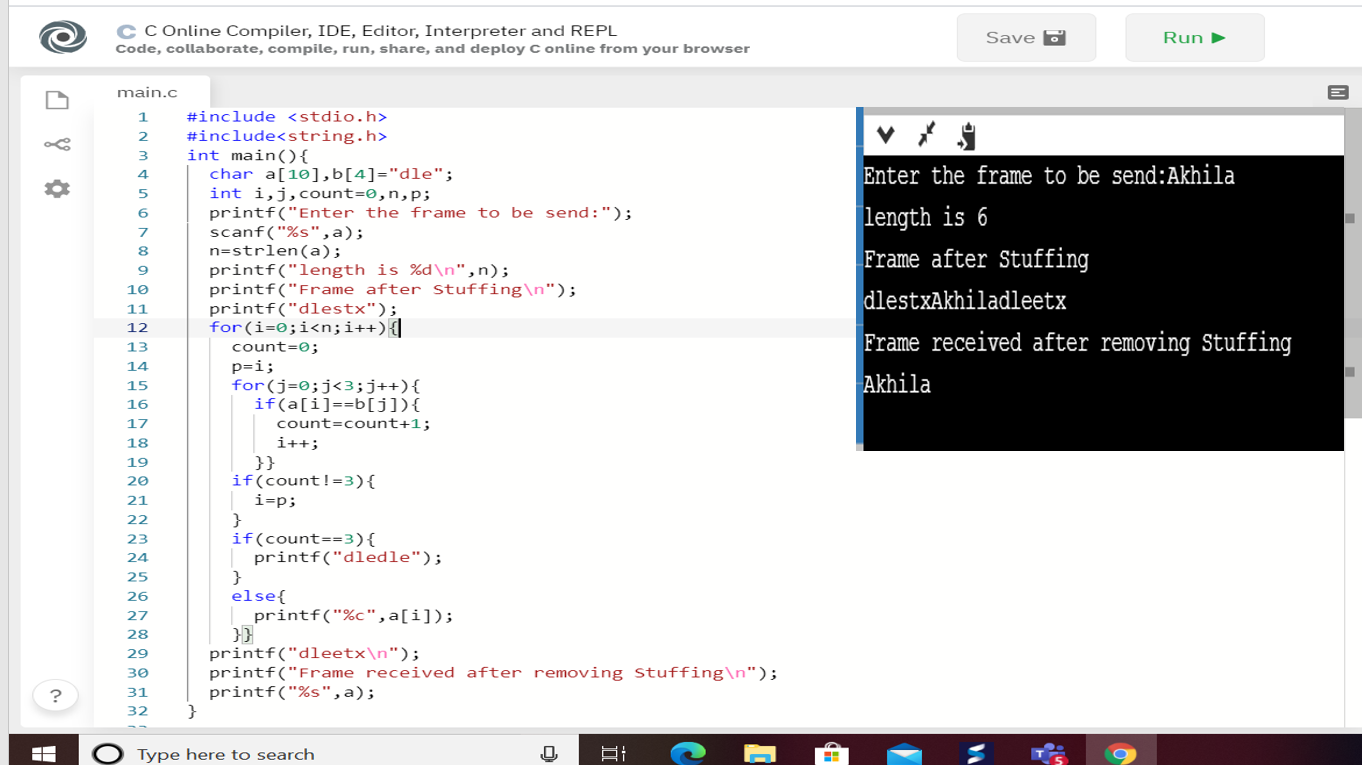 C Online Compiler, IDE, Editor, Interpreter and REPL
Code, collaborate, compile, run, share, and deploy C online from your browser
Save
Run
main.c
1 #include <stdio.h>
2 #include<string.h>
3 int main(){
4 char a[10],b[4]="dle";
5 int i,j,count=0,n,p;
6 printf("Enter the frame to be send:");
7 scanf("%s",a);
8 n=strlen(a);
9 printf("length is %d\n",n);
10 printf("Frame after Stuffing\n");
11 printf("dlestx");
12 for(i=0;i<n;i++){
13 count=0;
14 p=i;
15 for(j=0;j<3;j++){
16 if(a[i]==b[j]){
17 count=count+1;
18 i++;
19 }}
20 if(count!=3){
21 i=p;
22 }
23 if(count==3){
24 printf("dledle");
25 }
26 else{
27 printf("%c",a[i]);
28 }}
29 printf("dleetx\n");
30 printf("Frame received after removing Stuffing\n");
31 printf("%s",a);
32 }
Enter the frame to be send:Akhila
length is 6
Frame after Stuffing
dlestxAkhiladleetx
Frame received after removing Stuffing
Akhila
?
Type here to search
5